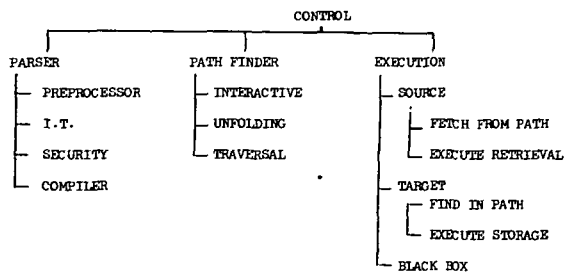 CONTROL
PARSER PATH FINDER EXECUTION
PREPROCESSOR INTERACTIVE SOURCE
I.T. UNFOLDING FETCH FROM PATH
SECURITY TRAVERSAL EXECUTE RETRIEVAL
COMPILER TARGET
FIND IN PATH
EXECUTE STORAGE
BLACK BOX